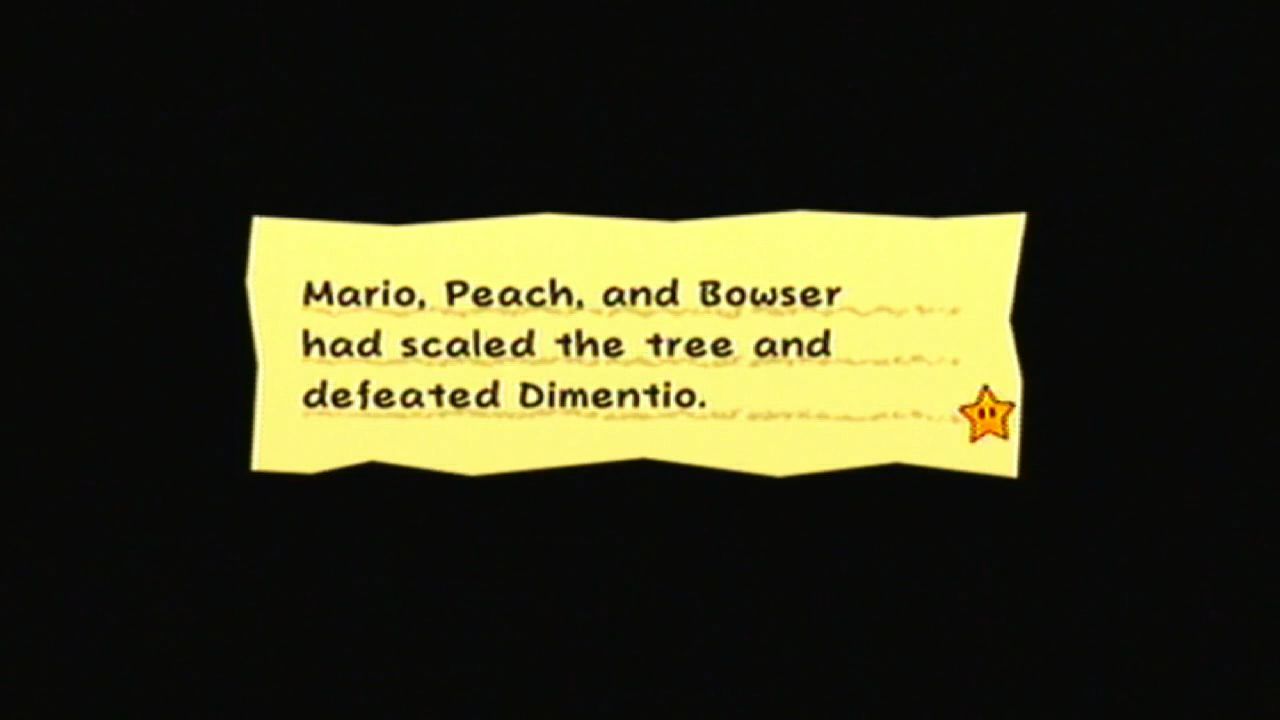 Mario, Peach, and Bowser
had scaled the tree and
defeated Dimentio.